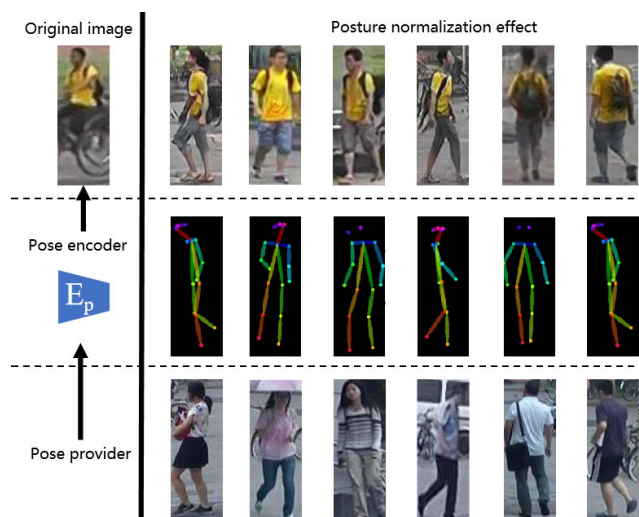 Original image
Posture normalization effect
Pose encoder
Ep
Pose provider